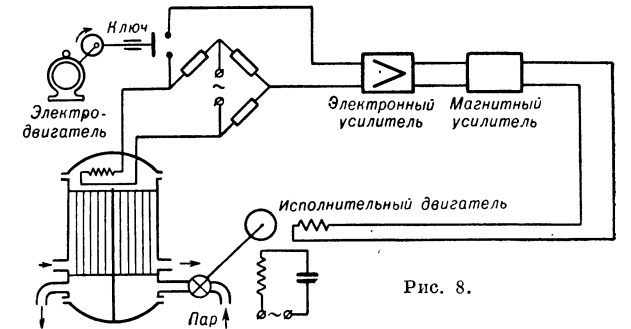 Ключ
Электро-
двигатель
~
Электронный
усилитель
Магнитный
усилитель
Исполнительный двигатель
~
Пар
Рис. 8.